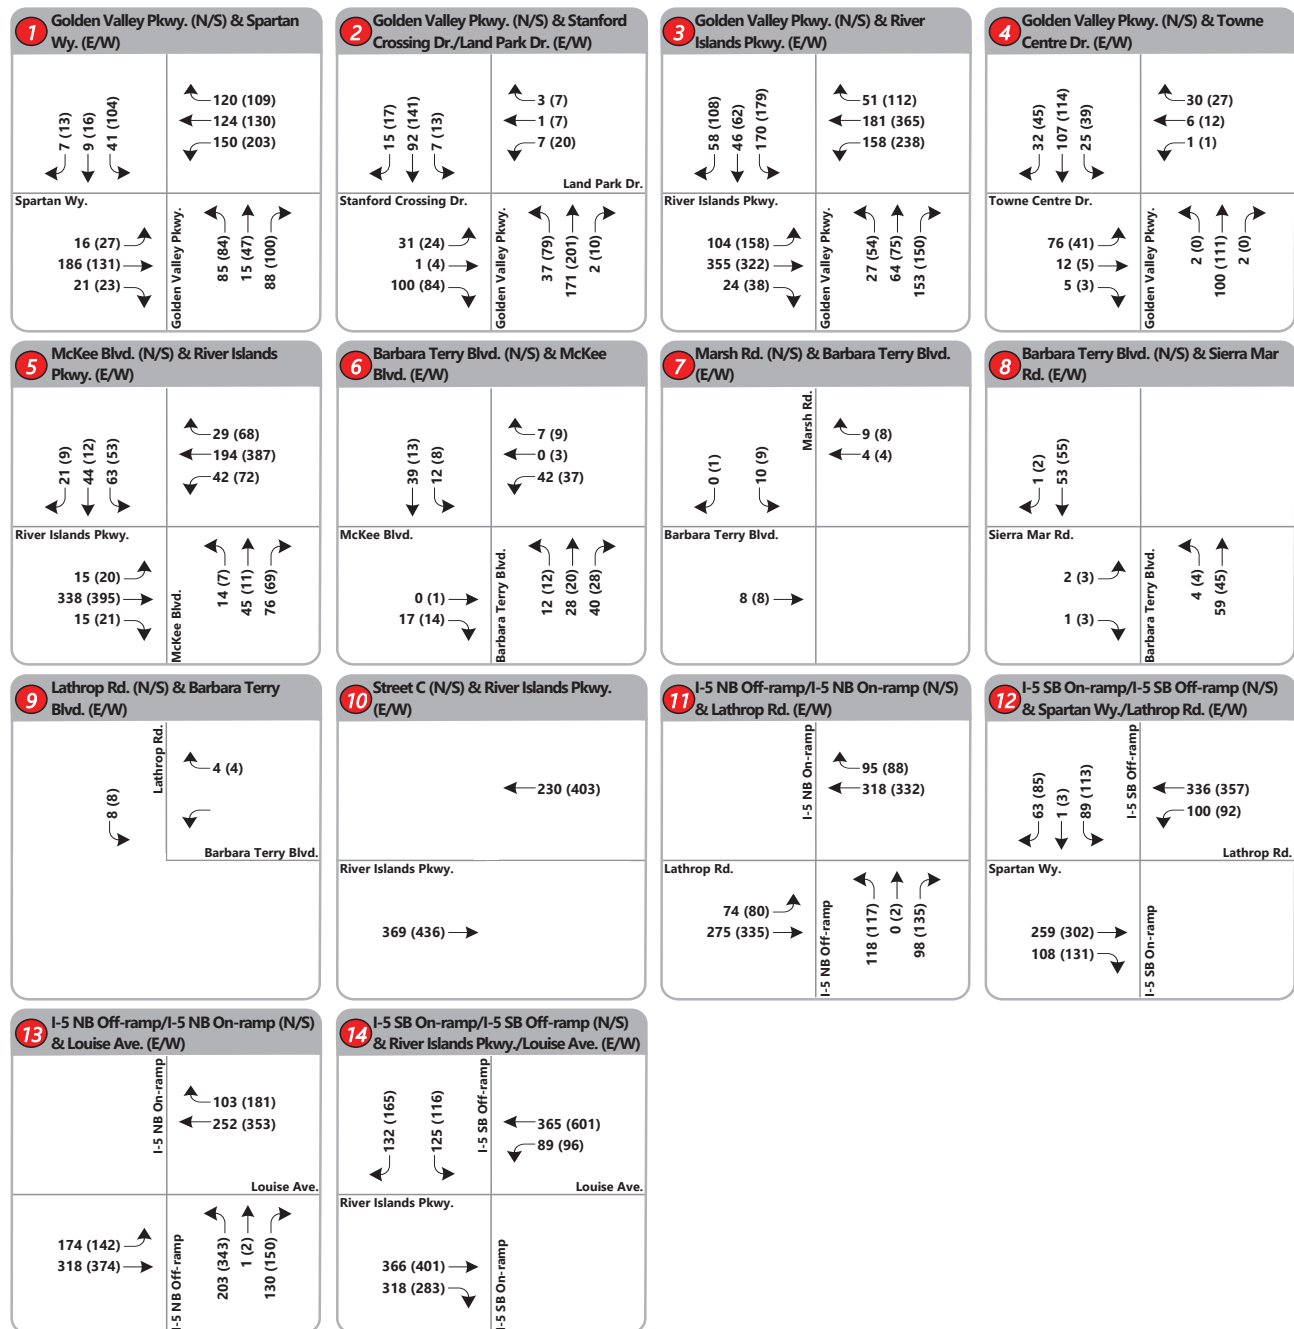 1
Golden Valley Pkwy. (N/S) & Spartan
Wy. (E/W)
7 (13)
9 (16)
41 (104)
120 (109)
124 (130)
150 (203)
Spartan Wy.
16 (27)
186 (131)
21 (23)
Golden Valley Pkwy.
85 (84)
15 (47)
88 (100)
2
Golden Valley Pkwy. (N/S) & Stanford
Crossing Dr./Land Park Dr. (E/W)
15 (17)
92 (141)
7 (13)
3 (7)
1 (7)
7 (20)
Land Park Dr.
Stanford Crossing Dr.
31 (24)
1 (4)
100 (84)
Golden Valley Pkwy.
37 (79)
171 (201)
2 (10)
3
Golden Valley Pkwy. (N/S) & River
Islands Pkwy. (E/W)
58 (108)
46 (62)
170 (179)
51 (112)
181 (365)
158 (238)
River Islands Pkwy.
104 (158)
355 (322)
24 (38)
Golden Valley Pkwy.
27 (54)
64 (75)
153 (150)
4
Golden Valley Pkwy. (N/S) & Towne
Centre Dr. (E/W)
32 (45)
107 (114)
25 (39)
30 (27)
6 (12)
1 (1)
Towne Centre Dr.
76 (41)
12 (5)
5 (3)
Golden Valley Pkwy.
2 (0)
100 (111)
2 (0)
5
McKee Blvd. (N/S) & River Islands
Pkwy. (E/W)
21 (9)
44 (12)
63 (53)
29 (68)
194 (387)
42 (72)
River Islands Pkwy.
15 (20)
338 (395)
15 (21)
McKee Blvd.
14 (7)
45 (11)
76 (69)
6
Barbara Terry Blvd. (N/S) & McKee
Blvd. (E/W)
39 (13)
12 (8)
7 (9)
0 (3)
42 (37)
McKee Blvd.
0 (1)
17 (14)
Barbara Terry Blvd.
12 (12)
28 (20)
40 (28)
7
Marsh Rd. (N/S) & Barbara Terry Blvd.
(E/W)
0 (1)
10 (9)
Marsh Rd.
9 (8)
4 (4)
Barbara Terry Blvd.
8 (8)
8
Barbara Terry Blvd. (N/S) & Sierra Mar
Rd. (E/W)
1 (2)
53 (55)
Sierra Mar Rd.
2 (3)
1 (3)
Barbara Terry Blvd.
4 (4)
59 (45)
9
Lathrop Rd. (N/S) & Barbara Terry
Blvd. (E/W)
8 (8)
Lathrop Rd.
4 (4)
Barbara Terry Blvd.
10
Street C (N/S) & River Islands Pkwy.
(E/W)
230 (403)
River Islands Pkwy.
369 (436)
11
I-5 NB Off-ramp/I-5 NB On-ramp (N/S)
& Lathrop Rd. (E/W)
I-5 NB On-ramp
95 (88)
318 (332)
Lathrop Rd.
74 (80)
275 (335)
I-5 NB Off-ramp
118 (117)
0 (2)
98 (135)
12
I-5 SB On-ramp/I-5 SB Off-ramp (N/S)
& Spartan Wy./Lathrop Rd. (E/W)
63 (85)
1 (3)
89 (113)
I-5 SB Off-ramp
336 (357)
100 (92)
Lathrop Rd.
Spartan Wy.
259 (302)
108 (131)
I-5 SB On-ramp
13
I-5 NB Off-ramp/I-5 NB On-ramp (N/S)
& Louise Ave. (E/W)
I-5 NB On-ramp
103 (181)
252 (353)
Louise Ave.
174 (142)
318 (374)
I-5 NB Off-ramp
203 (343)
1 (2)
130 (150)
14
I-5 SB On-ramp/I-5 SB Off-ramp (N/S)
& River Islands Pkwy./Louise Ave. (E/W)
132 (165)
125 (116)
I-5 SB Off-ramp
365 (601)
89 (96)
Louise Ave.
River Islands Pkwy.
366 (401)
318 (283)
I-5 SB On-ramp